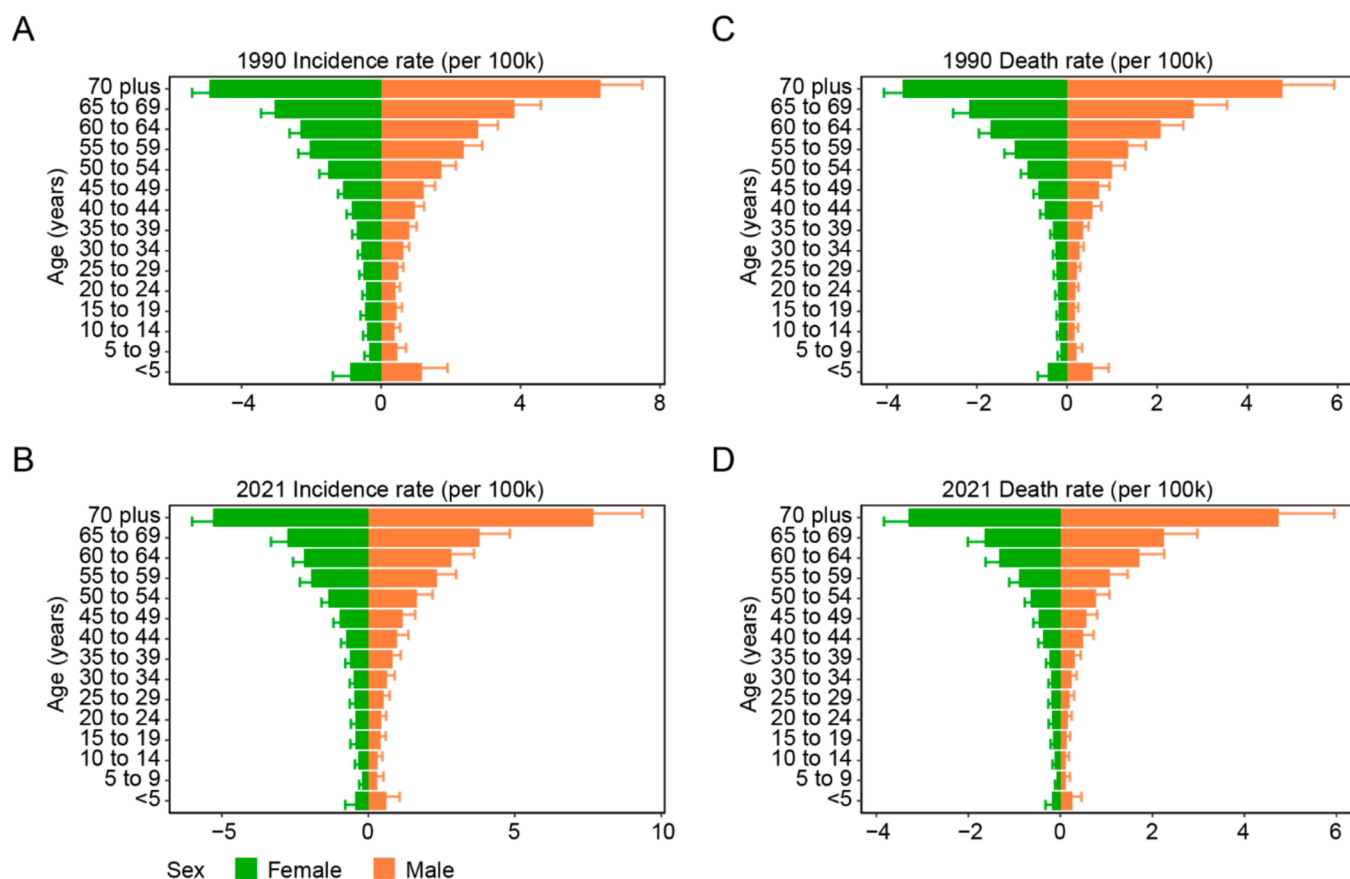 A
1990 Incidence rate (per 100k)
Age (years)
70 plus
65 to 69
60 to 64
55 to 59
50 to 54
45 to 49
40 to 44
35 to 39
30 to 34
25 to 29
20 to 24
15 to 19
10 to 14
5 to 9
<5
−4 0 4 8
B
2021 Incidence rate (per 100k)
Age (years)
70 plus
65 to 69
60 to 64
55 to 59
50 to 54
45 to 49
40 to 44
35 to 39
30 to 34
25 to 29
20 to 24
15 to 19
10 to 14
5 to 9
<5
−5 0 5 10
Sex Female Male
C
1990 Death rate (per 100k)
Age (years)
70 plus
65 to 69
60 to 64
55 to 59
50 to 54
45 to 49
40 to 44
35 to 39
30 to 34
25 to 29
20 to 24
15 to 19
10 to 14
5 to 9
<5
−4 −2 0 2 4 6
D
2021 Death rate (per 100k)
Age (years)
70 plus
65 to 69
60 to 64
55 to 59
50 to 54
45 to 49
40 to 44
35 to 39
30 to 34
25 to 29
20 to 24
15 to 19
10 to 14
5 to 9
<5
−4 −2 0 2 4 6